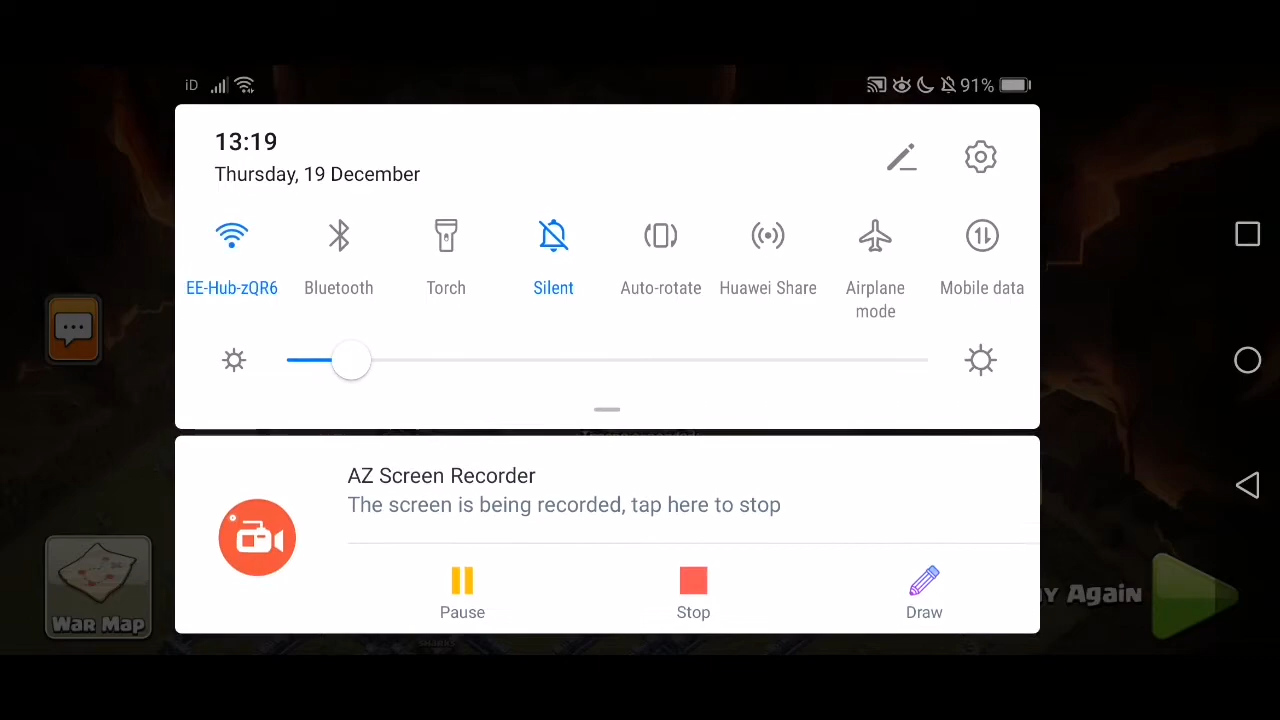 iD
91%
13:19
Thursday, 19 December
EE-Hub-zQR6
Bluetooth
Torch
Silent
Auto-rotate
Huawei Share
Airplane mode
Mobile data
AZ Screen Recorder
The screen is being recorded, tap here to stop
Pause
Stop
Draw
War Map
Again